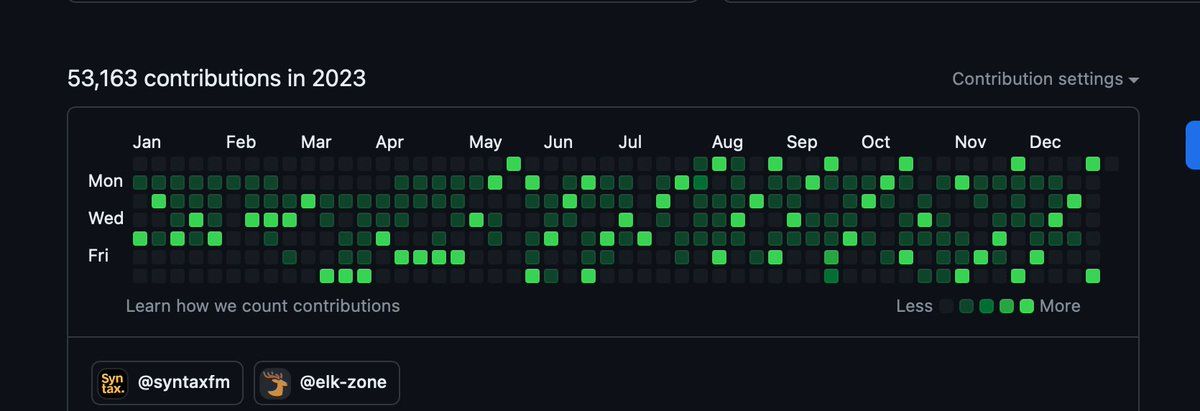 53,163 contributions in 2023
Contribution settings
Jan Feb Mar Apr May Jun Jul Aug Sep Oct Nov Dec
Mon
Wed
Fri
Learn how we count contributions
Less More
Syn
tax.
@syntaxfm
@elk-zone